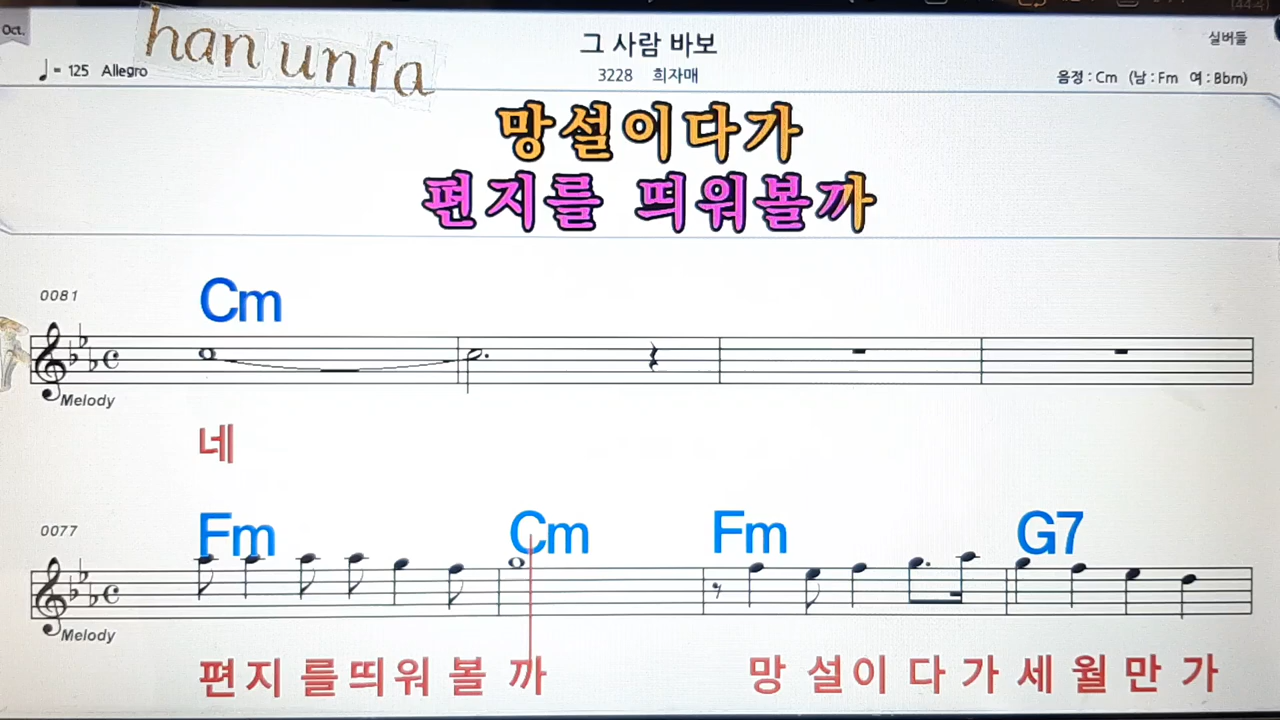 Oct.
han unfa
♩ = 125 Allegro
그 사람 바보
3228 희자매
실버들
음정 : Cm (남 : Fm 여 : Bbm)
망설이다가
편지를 띄워볼까
0081
Cm
Melody
네
0077
Fm Cm Fm G7
Melody
편 지 를 띄 워 볼 까 망 설 이 다 가 세 월 만 가